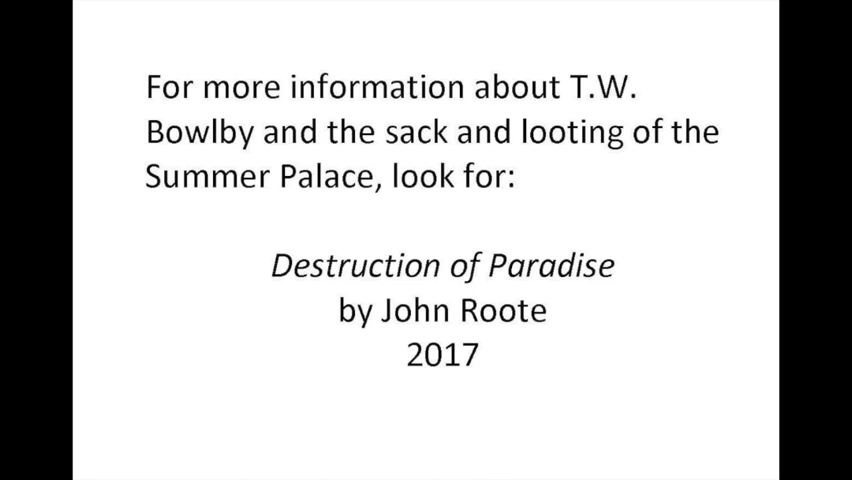 For more information about T.W.
Bowlby and the sack and looting of the
Summer Palace, look for:
Destruction of Paradise
by John Roote
2017